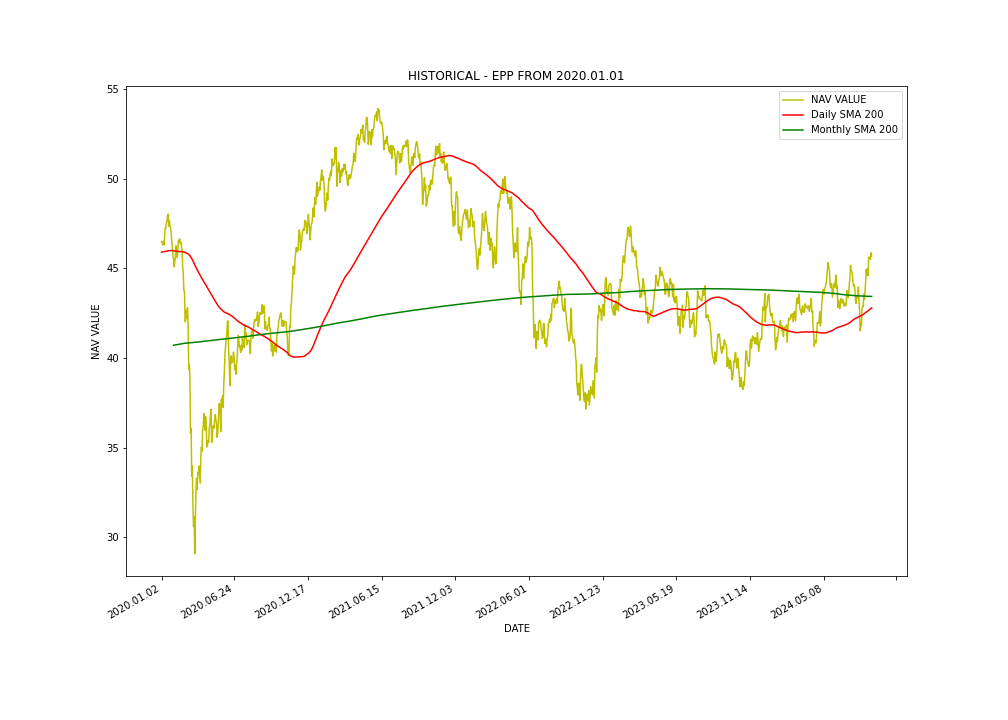 HISTORICAL - EPP FROM 2020.01.01
NAV VALUE
Daily SMA 200
Monthly SMA 200
55
50
45
40
35
30
NAV VALUE
2020.01.02
2020.06.24
2020.12.17
2021.06.15
2021.12.03
2022.06.01
2022.11.23
2023.05.19
2023.11.14
2024.05.08
DATE